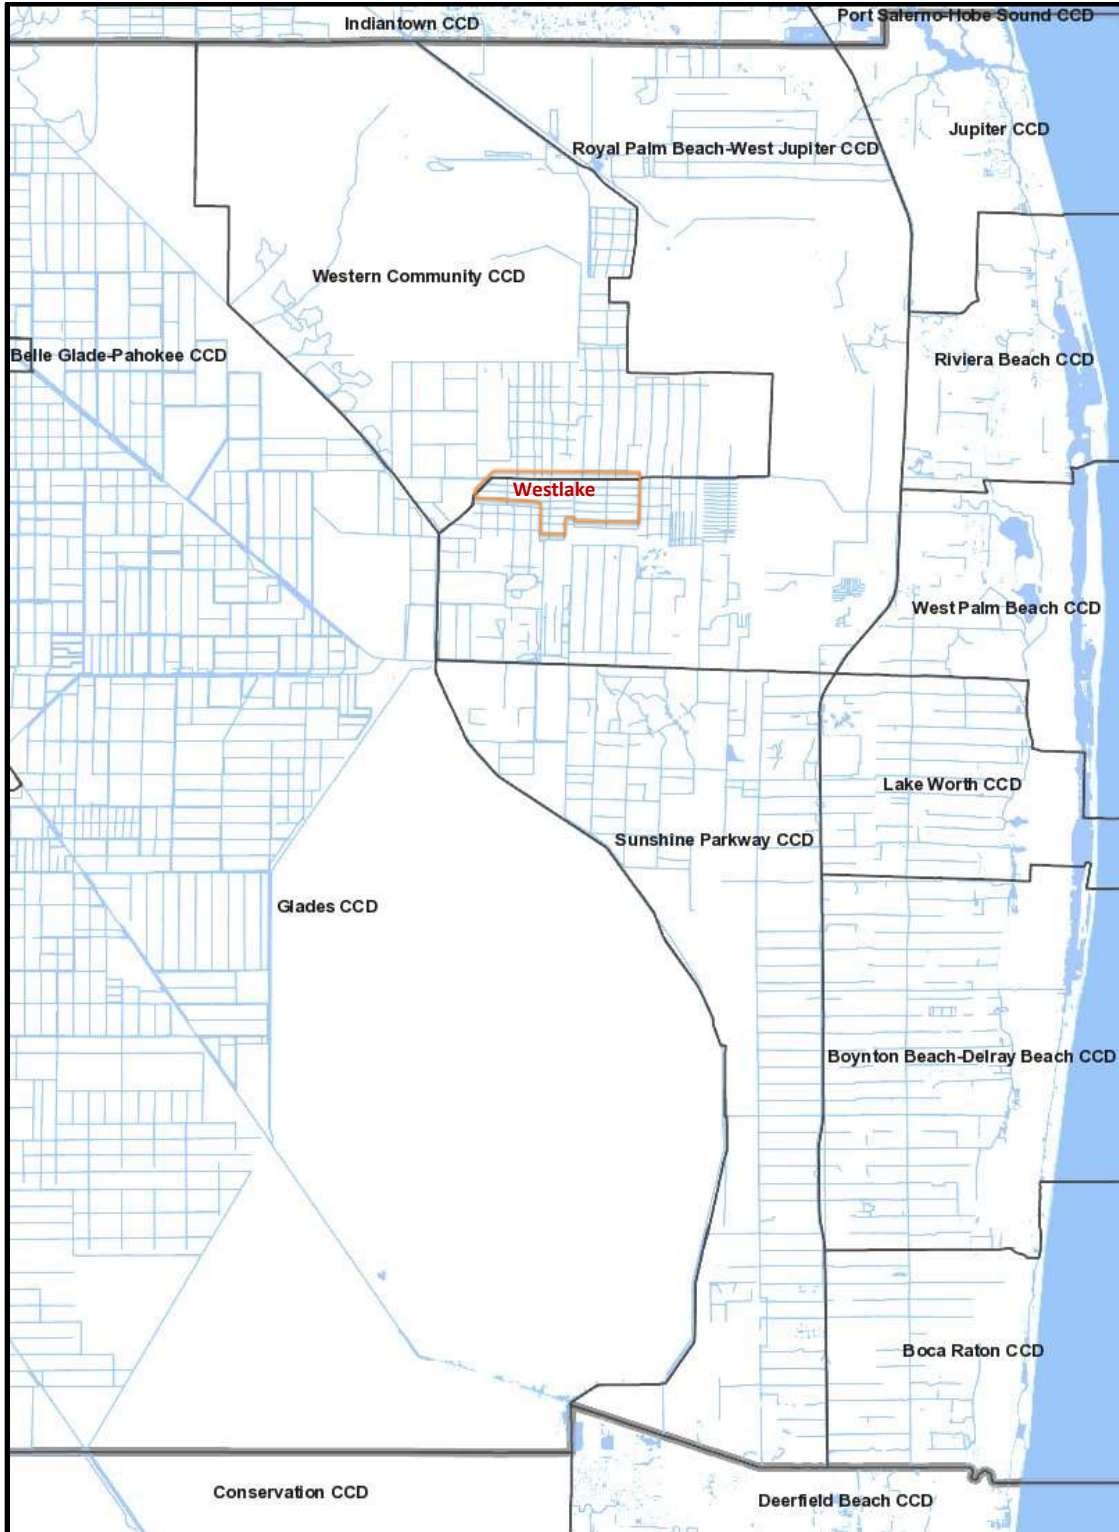 Port Salerno-Hobe Sound CCD
Indiantown CCD
Jupiter CCD
Royal Palm Beach-West Jupiter CCD
Western Community CCD
Belle Glade-Pahokee CCD
Riviera Beach CCD
Westlake
West Palm Beach CCD
Lake Worth CCD
Sunshine Parkway CCD
Glades CCD
Boynton Beach-Delray Beach CCD
Boca Raton CCD
Conservation CCD
Deerfield Beach CCD